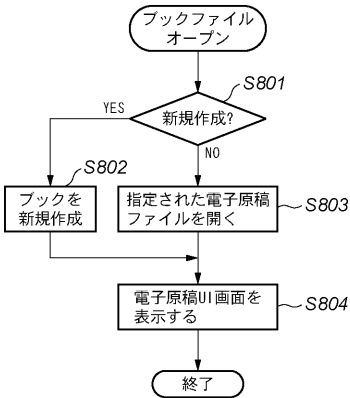 ブックファイル
オープン
S801
YES
新規作成?
NO
S802
ブックを
新規作成
指定された電子原稿
ファイルを開く
S803
電子原稿UI画面を
表示する
S804
終了